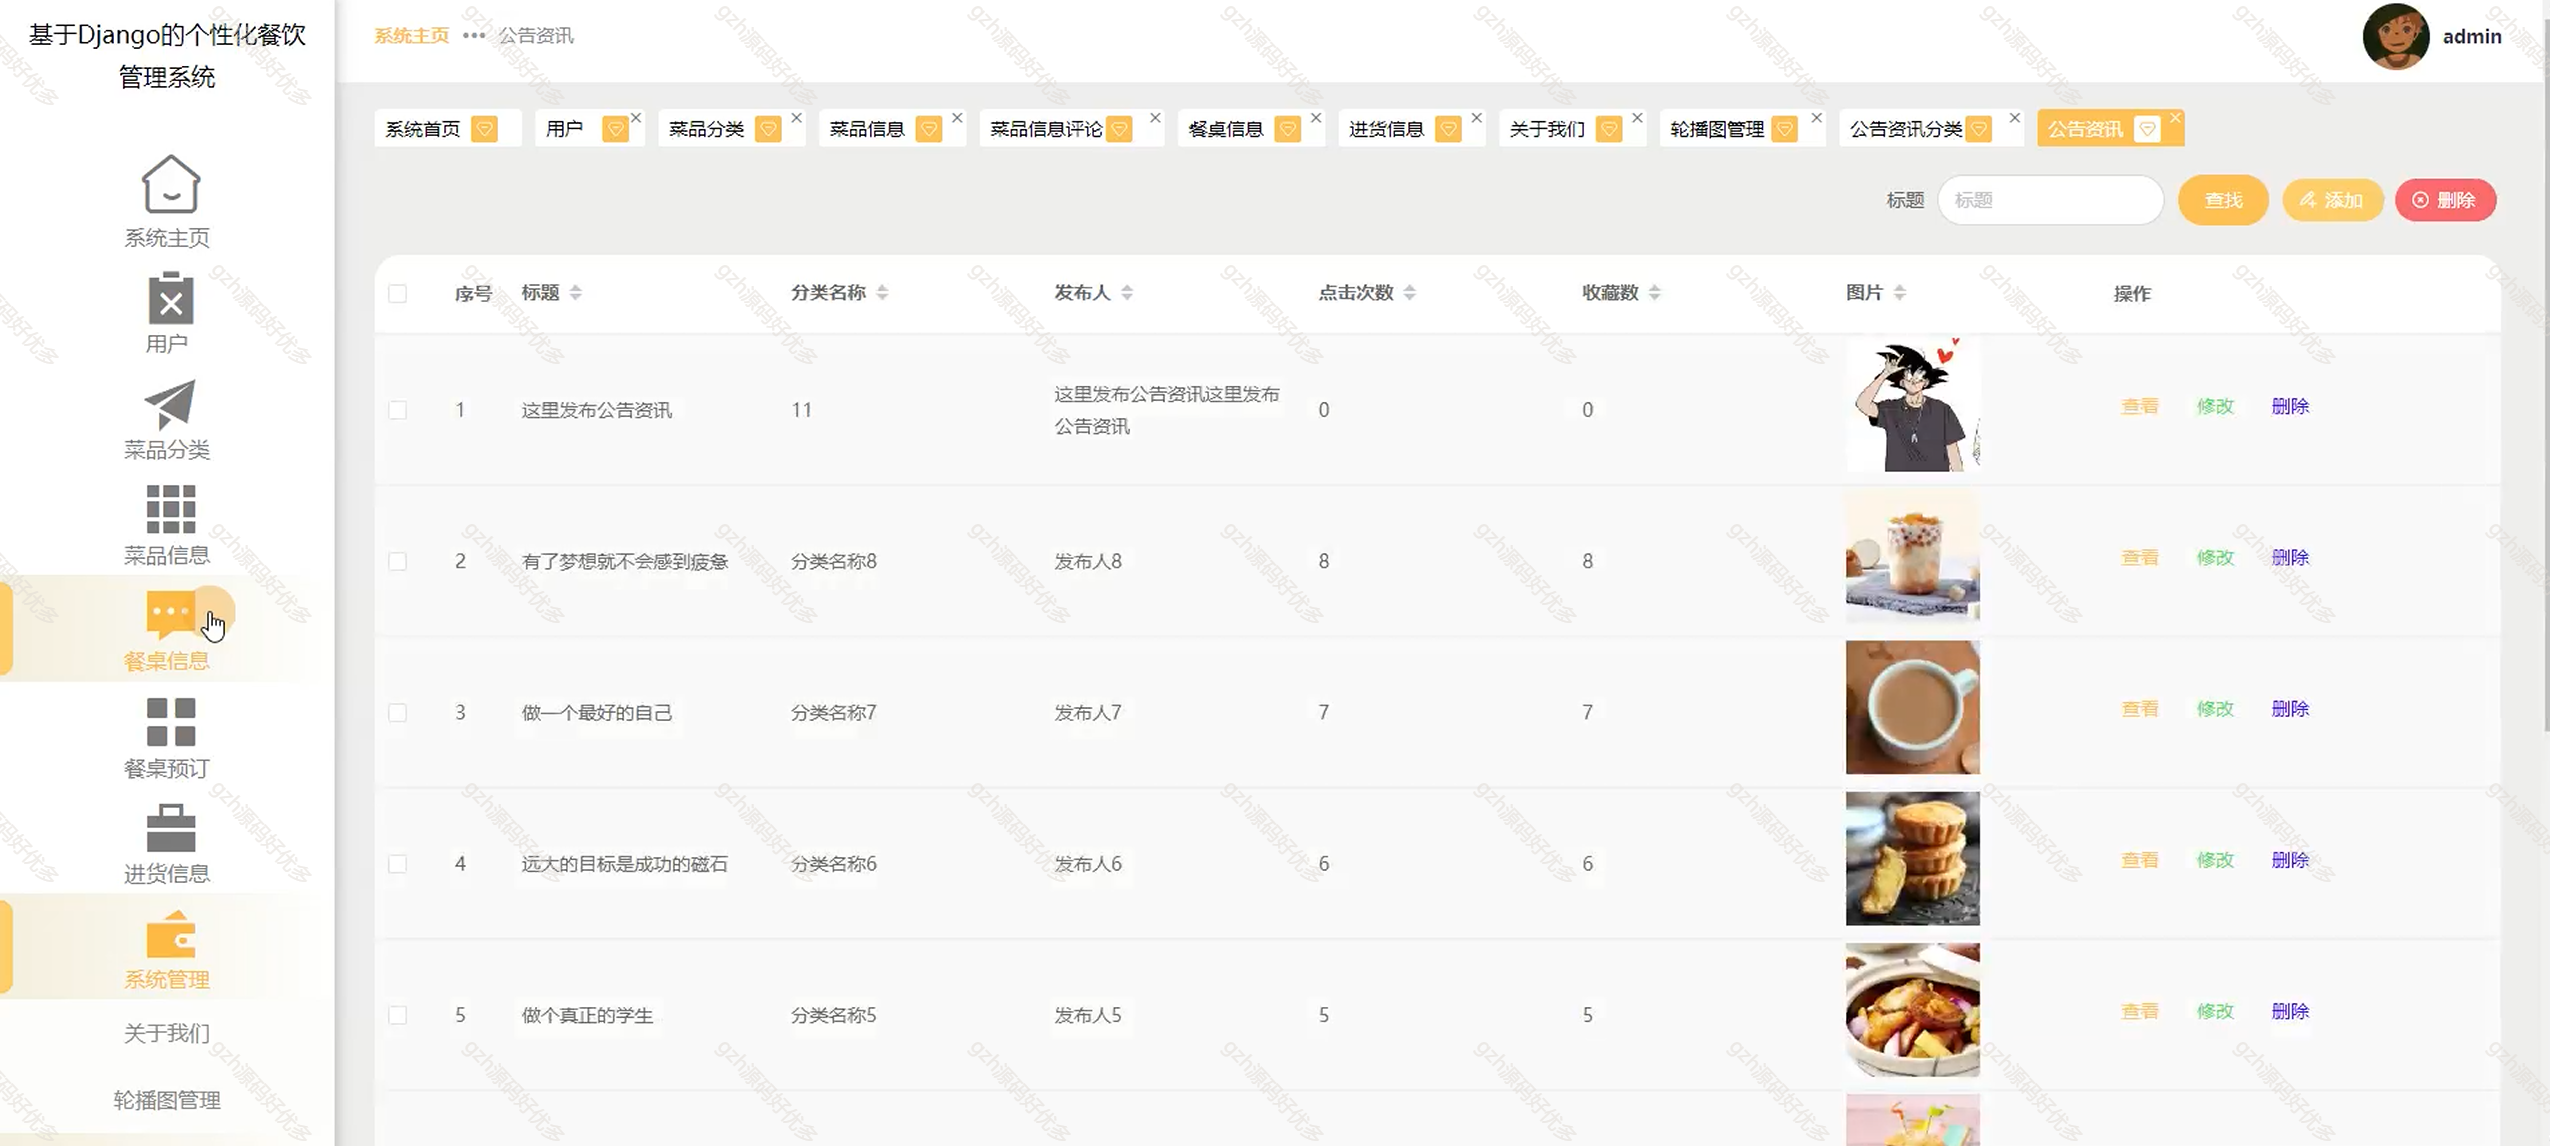 基于Django的个性化餐饮
管理系统
系统主页
用户
菜品分类
菜品信息
餐桌信息
餐桌预订
进货信息
系统管理
关于我们
轮播图管理
系统主页 ••• 公告资讯
admin
系统首页 用户 菜品分类 菜品信息 菜品信息评论 餐桌信息 进货信息 关于我们 轮播图管理 公告资讯分类 公告资讯
标题 标题 查找 添加 删除
序号 标题 分类名称 发布人 点击次数 收藏数 图片 操作
1 这里发布公告资讯 11 这里发布公告资讯这里发布
公告资讯 0 0 查看 修改 删除
2 有了梦想就不会感到疲惫 分类名称8 发布人8 8 8 查看 修改 删除
3 做一个最好的自己 分类名称7 发布人7 7 7 查看 修改 删除
4 远大的目标是成功的磁石 分类名称6 发布人6 6 6 查看 修改 删除
5 做个真正的学生 分类名称5 发布人5 5 5 查看 修改 删除
gzh源码好优多